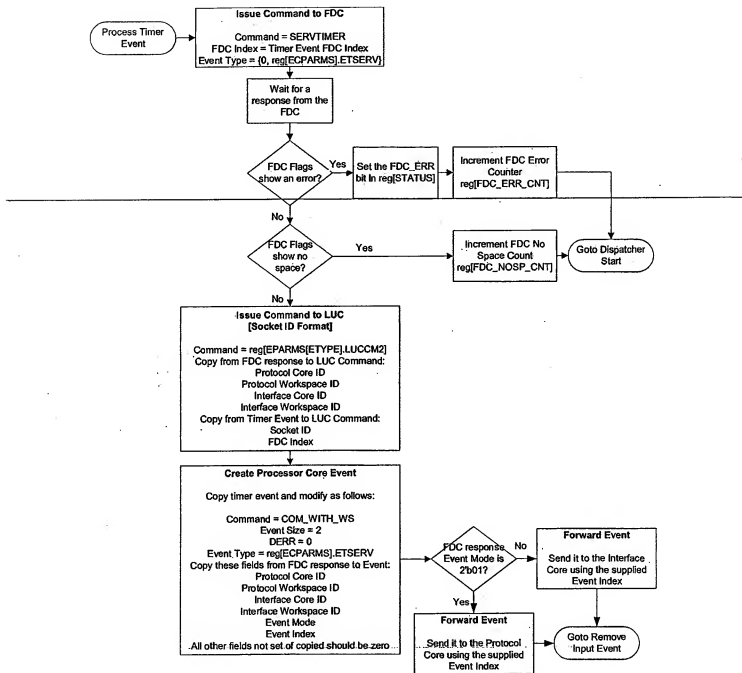 Process Timer
Event
Issue Command to FDC
Command = SERVTIMER
FDC Index = Timer Event FDC Index
Event Type = {0, reg[ECPARMS].ETSERV}
Wait for a
response from the
FDC
FDC Flags
show an error?
Yes
Set the FDC_ERR
bit in reg[STATUS]
Increment FDC Error
Counter
reg[FDC_ERR_CNT]
No
FDC Flags
show no
space?
Yes
Increment FDC No
Space Count
reg[FDC_NOSP_CNT]
Goto Dispatcher
Start
No
Issue Command to LUC
[Socket ID Format]
Command = reg[EPARMS[ETYPE].LUCCM2]
Copy from FDC response to LUC Command:
Protocol Core ID
Protocol Workspace ID
Interface Core ID
Interface Workspace ID
Copy from Timer Event to LUC Command:
Socket ID
FDC Index
Create Processor Core Event
Copy timer event and modify as follows:
Command = COM_WITH_WS
Event Size = 2
DERR = 0
Event Type = reg[ECPARMS].ETSERV
Copy these fields from FDC response to Event:
Protocol Core ID
Protocol Workspace ID
Interface Core ID
Interface Workspace ID
Event Mode
Event Index
All other fields not set of copied should be zero
FDC response
Event Mode is
2'b01?
No
Forward Event
Send it to the Interface
Core using the supplied
Event Index
Yes
Forward Event
Send it to the Protocol
Core using the supplied
Event Index
Goto Remove
Input Event